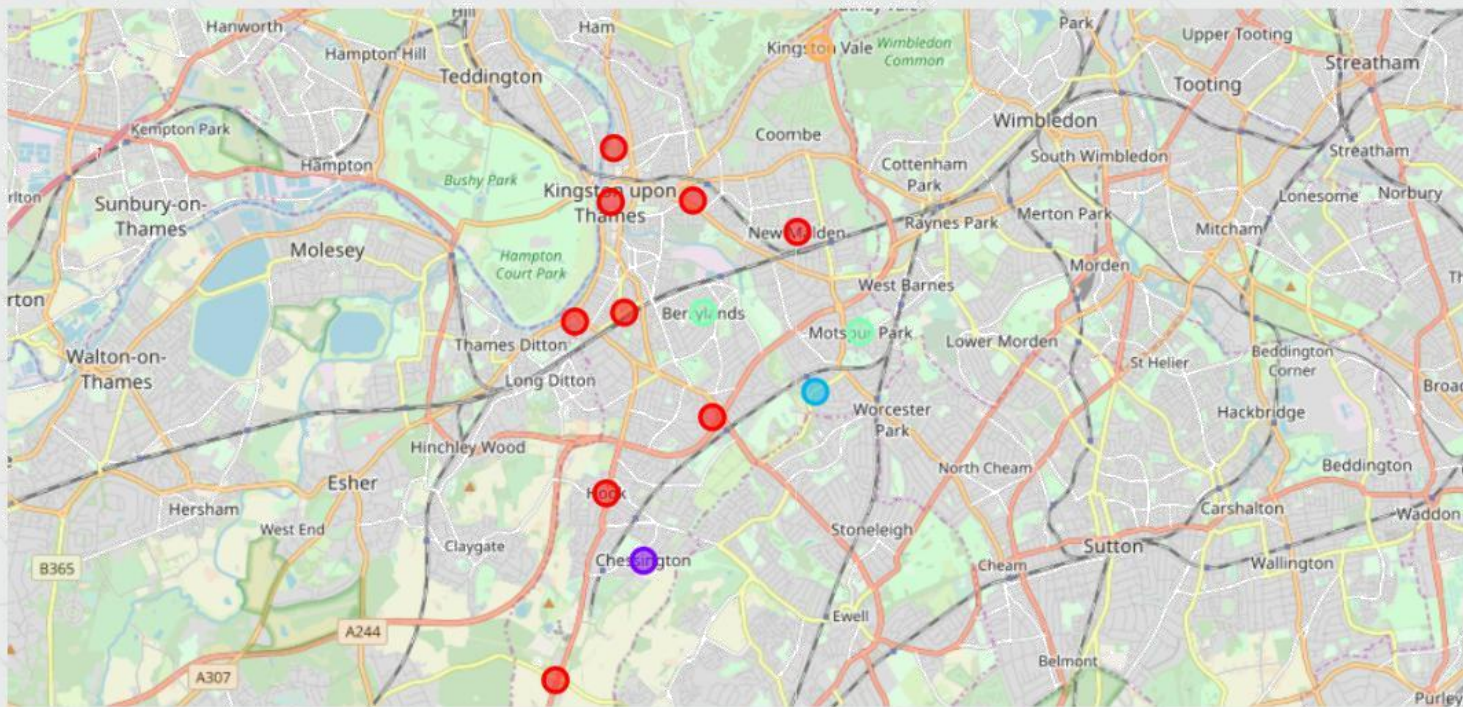 Hanworth
Hill
Ham
Kingston Vale
Wimbledon
Common
Park
Upper Tooting
Hampton Hill
Teddington
Tooting
Streatham
Kempton Park
Coombe
Wimbledon
Hampton
Bushy Park
Cottenham
Park
South Wimbledon
Streatham
Sunbury-on-
Thames
Kingston upon
Thames
Merton Park
Lonesome
Norbury
Molesey
New Malden
Raynes Park
Mitcham
Hampton
Court Park
Morden
West Barnes
Berrylands
Motspur Park
Thames Ditton
Lower Morden
Walton-on-
Thames
St Helier
Beddington
Corner
Long Ditton
Worcester
Park
Hackbridge
Hinchley Wood
North Cheam
Beddington
Esher
Hook
Hersham
Carshalton
Waddon
West End
Stoneleigh
Claygate
Chessington
Sutton
B365
Cheam
Wallington
Ewell
A244
Belmont
A307
Purley